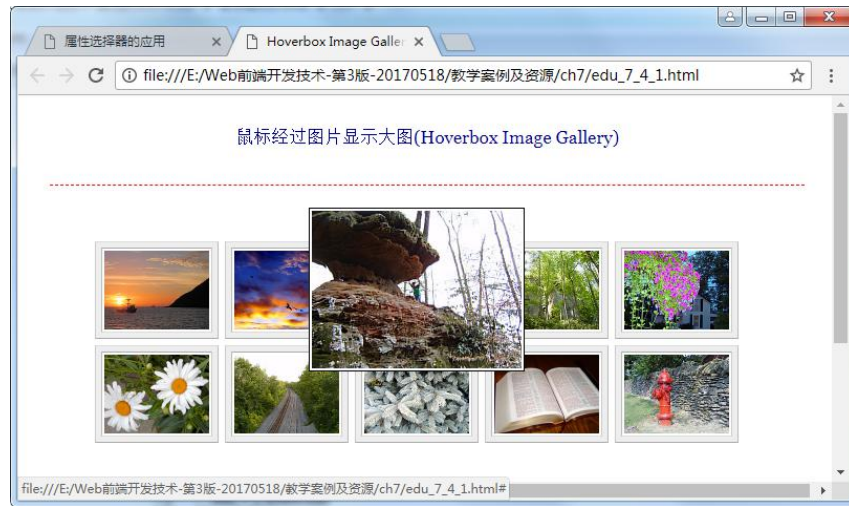 属性选择器的应用
Hoverbox Image Galler
file:///E:/Web前端开发技术-第3版-20170518/教学案例及资源/ch7/edu_7_4_1.html
鼠标经过图片显示大图(Hoverbox Image Gallery)
file:///E:/Web前端开发技术-第3版-20170518/教学案例及资源/ch7/edu_7_4_1.html#